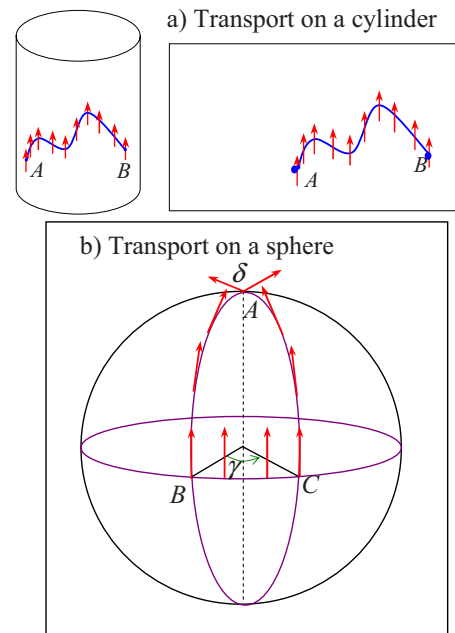 a) Transport on a cylinder
A
B
A
B
b) Transport on a sphere
δ
A
B
γ
C